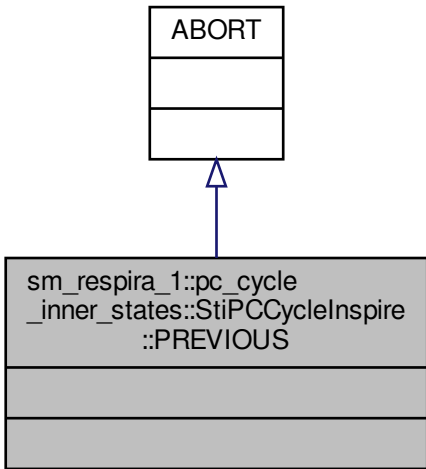 ABORT
sm_respira_1::pc_cycle
_inner_states::StiPCCycleInspire
::PREVIOUS